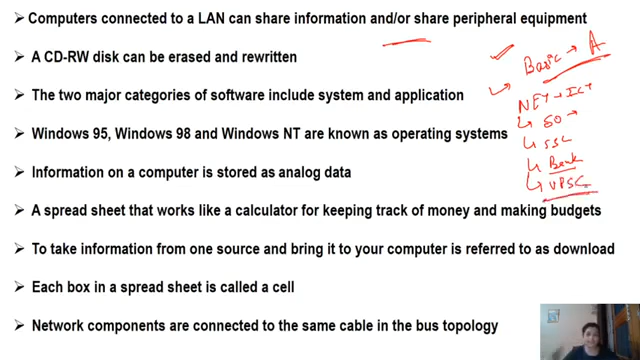 Computers connected to a LAN can share information and/or share peripheral equipment
A CD-RW disk can be erased and rewritten
The two major categories of software include system and application
Windows 95, Windows 98 and Windows NT are known as operating systems
Information on a computer is stored as analog data
A spread sheet that works like a calculator for keeping track of money and making budgets
To take information from one source and bring it to your computer is referred to as download
Each box in a spread sheet is called a cell
Network components are connected to the same cable in the bus topology
Basic → A
NET → ICT
50 →
SSC
Bank
UPSC